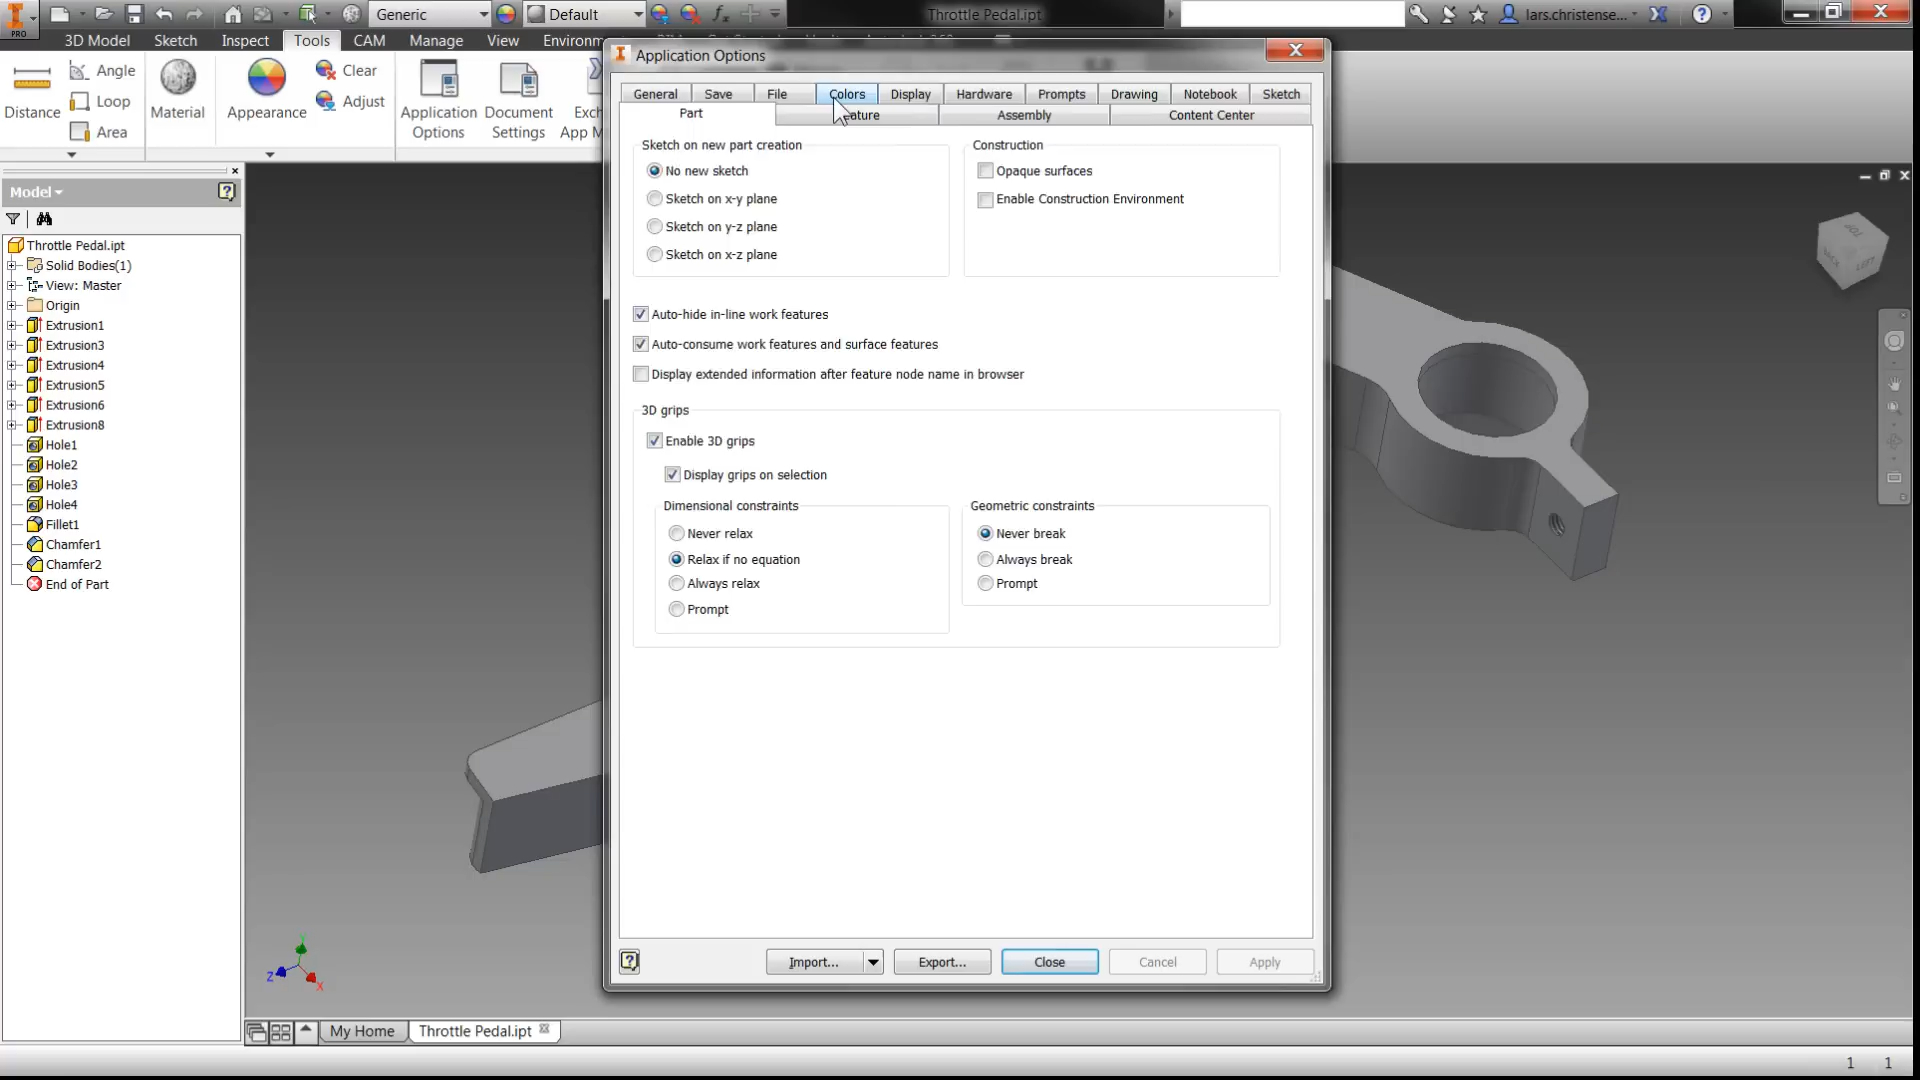 PRO
Generic
Default
Throttle Pedal.ipt
lars.christense...
3D Model Sketch Inspect Tools CAM Manage View Environm
Distance
Angle
Loop
Area
Material
Appearance
Clear
Adjust
Application Options
Document Settings
Exch
App M
Application Options
General Save File Colors Display Hardware Prompts Drawing Notebook Sketch
Part eature Assembly Content Center
Model
Throttle Pedal.ipt
Solid Bodies(1)
View: Master
Origin
Extrusion1
Extrusion3
Extrusion4
Extrusion5
Extrusion6
Extrusion8
Hole1
Hole2
Hole3
Hole4
Fillet1
Chamfer1
Chamfer2
End of Part
Sketch on new part creation
No new sketch
Sketch on x-y plane
Sketch on y-z plane
Sketch on x-z plane
Construction
Opaque surfaces
Enable Construction Environment
Auto-hide in-line work features
Auto-consume work features and surface features
Display extended information after feature node name in browser
3D grips
Enable 3D grips
Display grips on selection
Dimensional constraints
Never relax
Relax if no equation
Always relax
Prompt
Geometric constraints
Never break
Always break
Prompt
Import... Export... Close Cancel Apply
TOP
BACK
LEFT
Y
Z
X
My Home Throttle Pedal.ipt
1 1